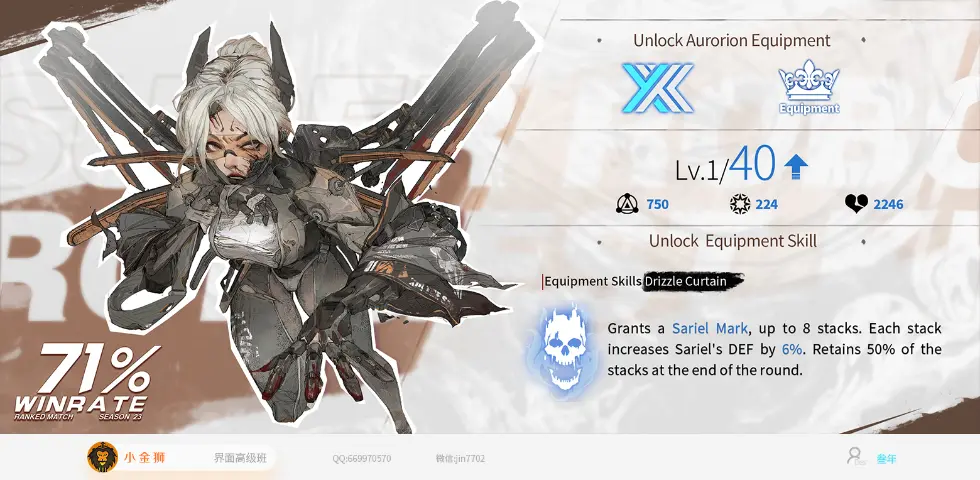 Unlock Aurorion Equipment
Equipment
Lv.1/40
750
224
2246
Unlock Equipment Skill
Equipment Skills Drizzle Curtain
Grants a Sariel Mark, up to 8 stacks. Each stack
increases Sariel's DEF by 6%. Retains 50% of the
stacks at the end of the round.
71%
WINRATE
RANKED MATCH SEASON 23
小金狮
界面高级班
QQ:669970570
微信:jin7702
叁年